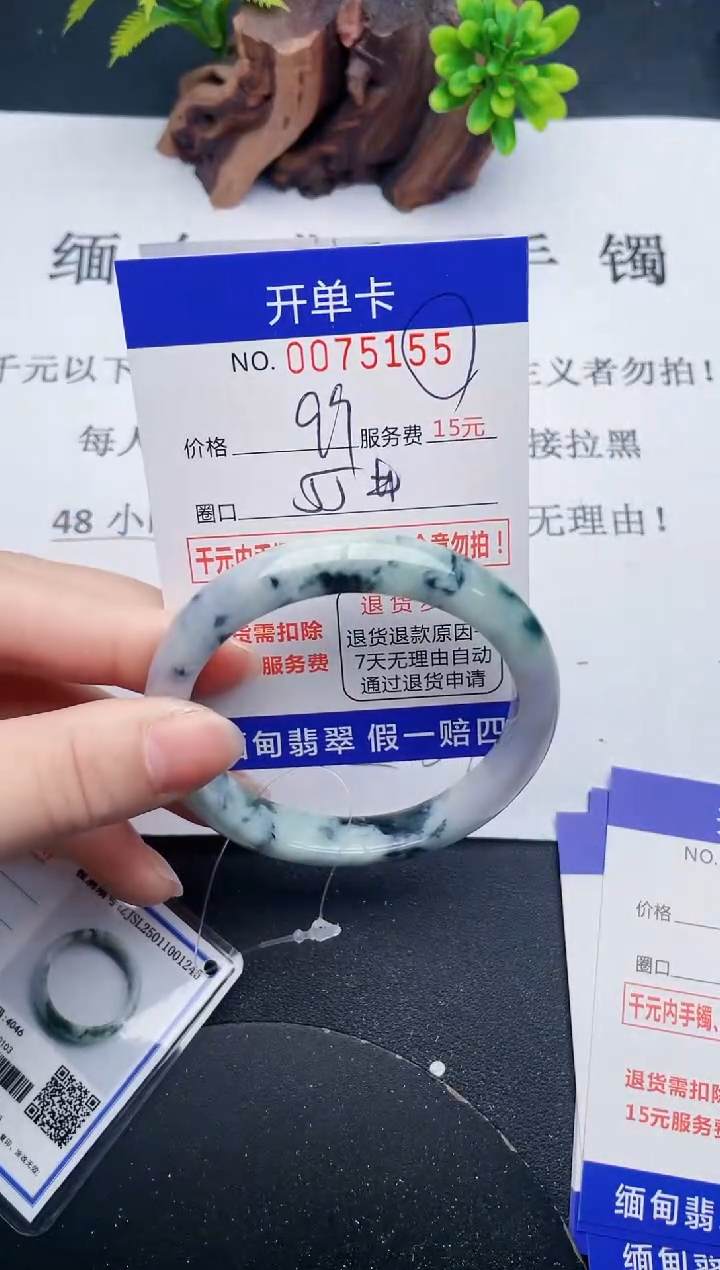 缅
手镯
开单卡
NO. 0075155
千元以下
主义者勿拍！
价格 99 服务费 15元
每人
接拉黑
圈口 55#
48 小
无理由！
千元内手
意勿拍！
退货
货需扣除
服务费
退货退款原因
7天无理由自动
通过退货申请
缅甸翡翠 假一赔四
ZJSL25011001245
4046
0103
NO.
价格
圈口
千元内手镯
退货需扣除
15元服务费
缅甸翡
缅甸翡